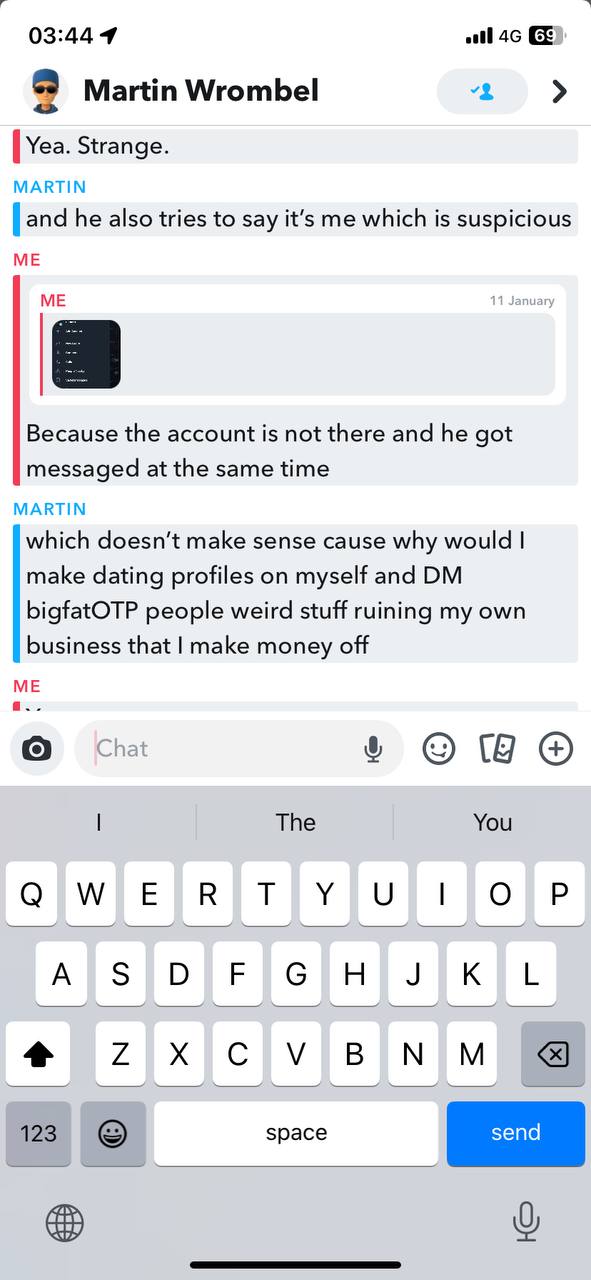 03:44
4G
69
Martin Wrombel
Yea. Strange.
MARTIN
and he also tries to say it’s me which is suspicious
ME
ME
11 January
Because the account is not there and he got
messaged at the same time
MARTIN
which doesn’t make sense cause why would I
make dating profiles on myself and DM
bigfatOTP people weird stuff ruining my own
business that I make money off
ME
Chat
I The You
Q W E R T Y U I O P
A S D F G H J K L
Z X C V B N M
123 space send